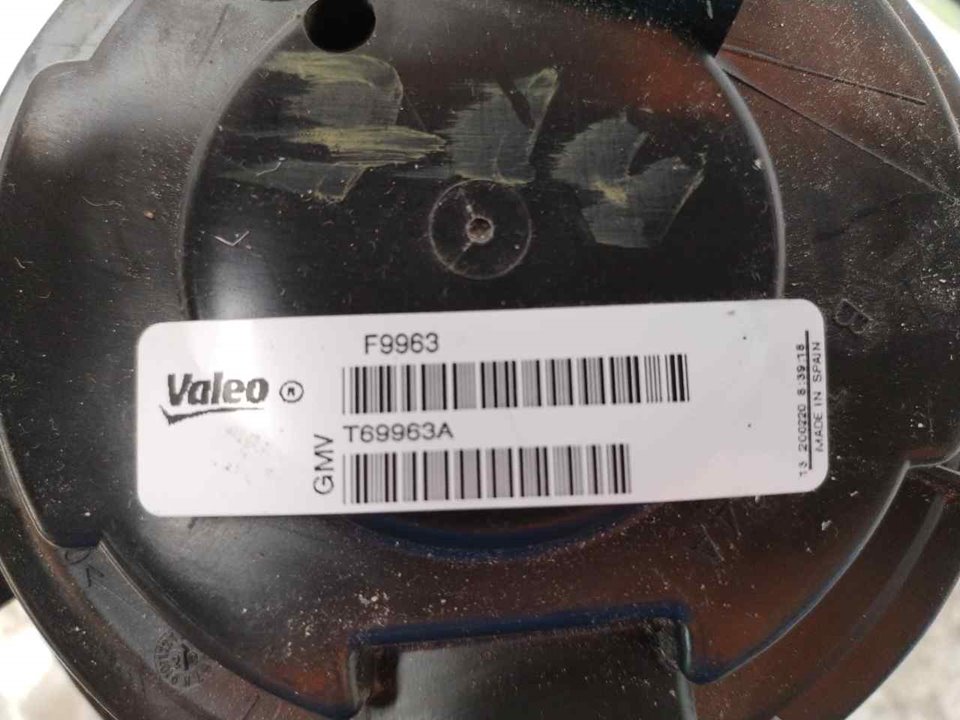 F9963
Valeo ®
T69963A
GMV
13 200220 8:39:18
MADE IN SPAIN
B